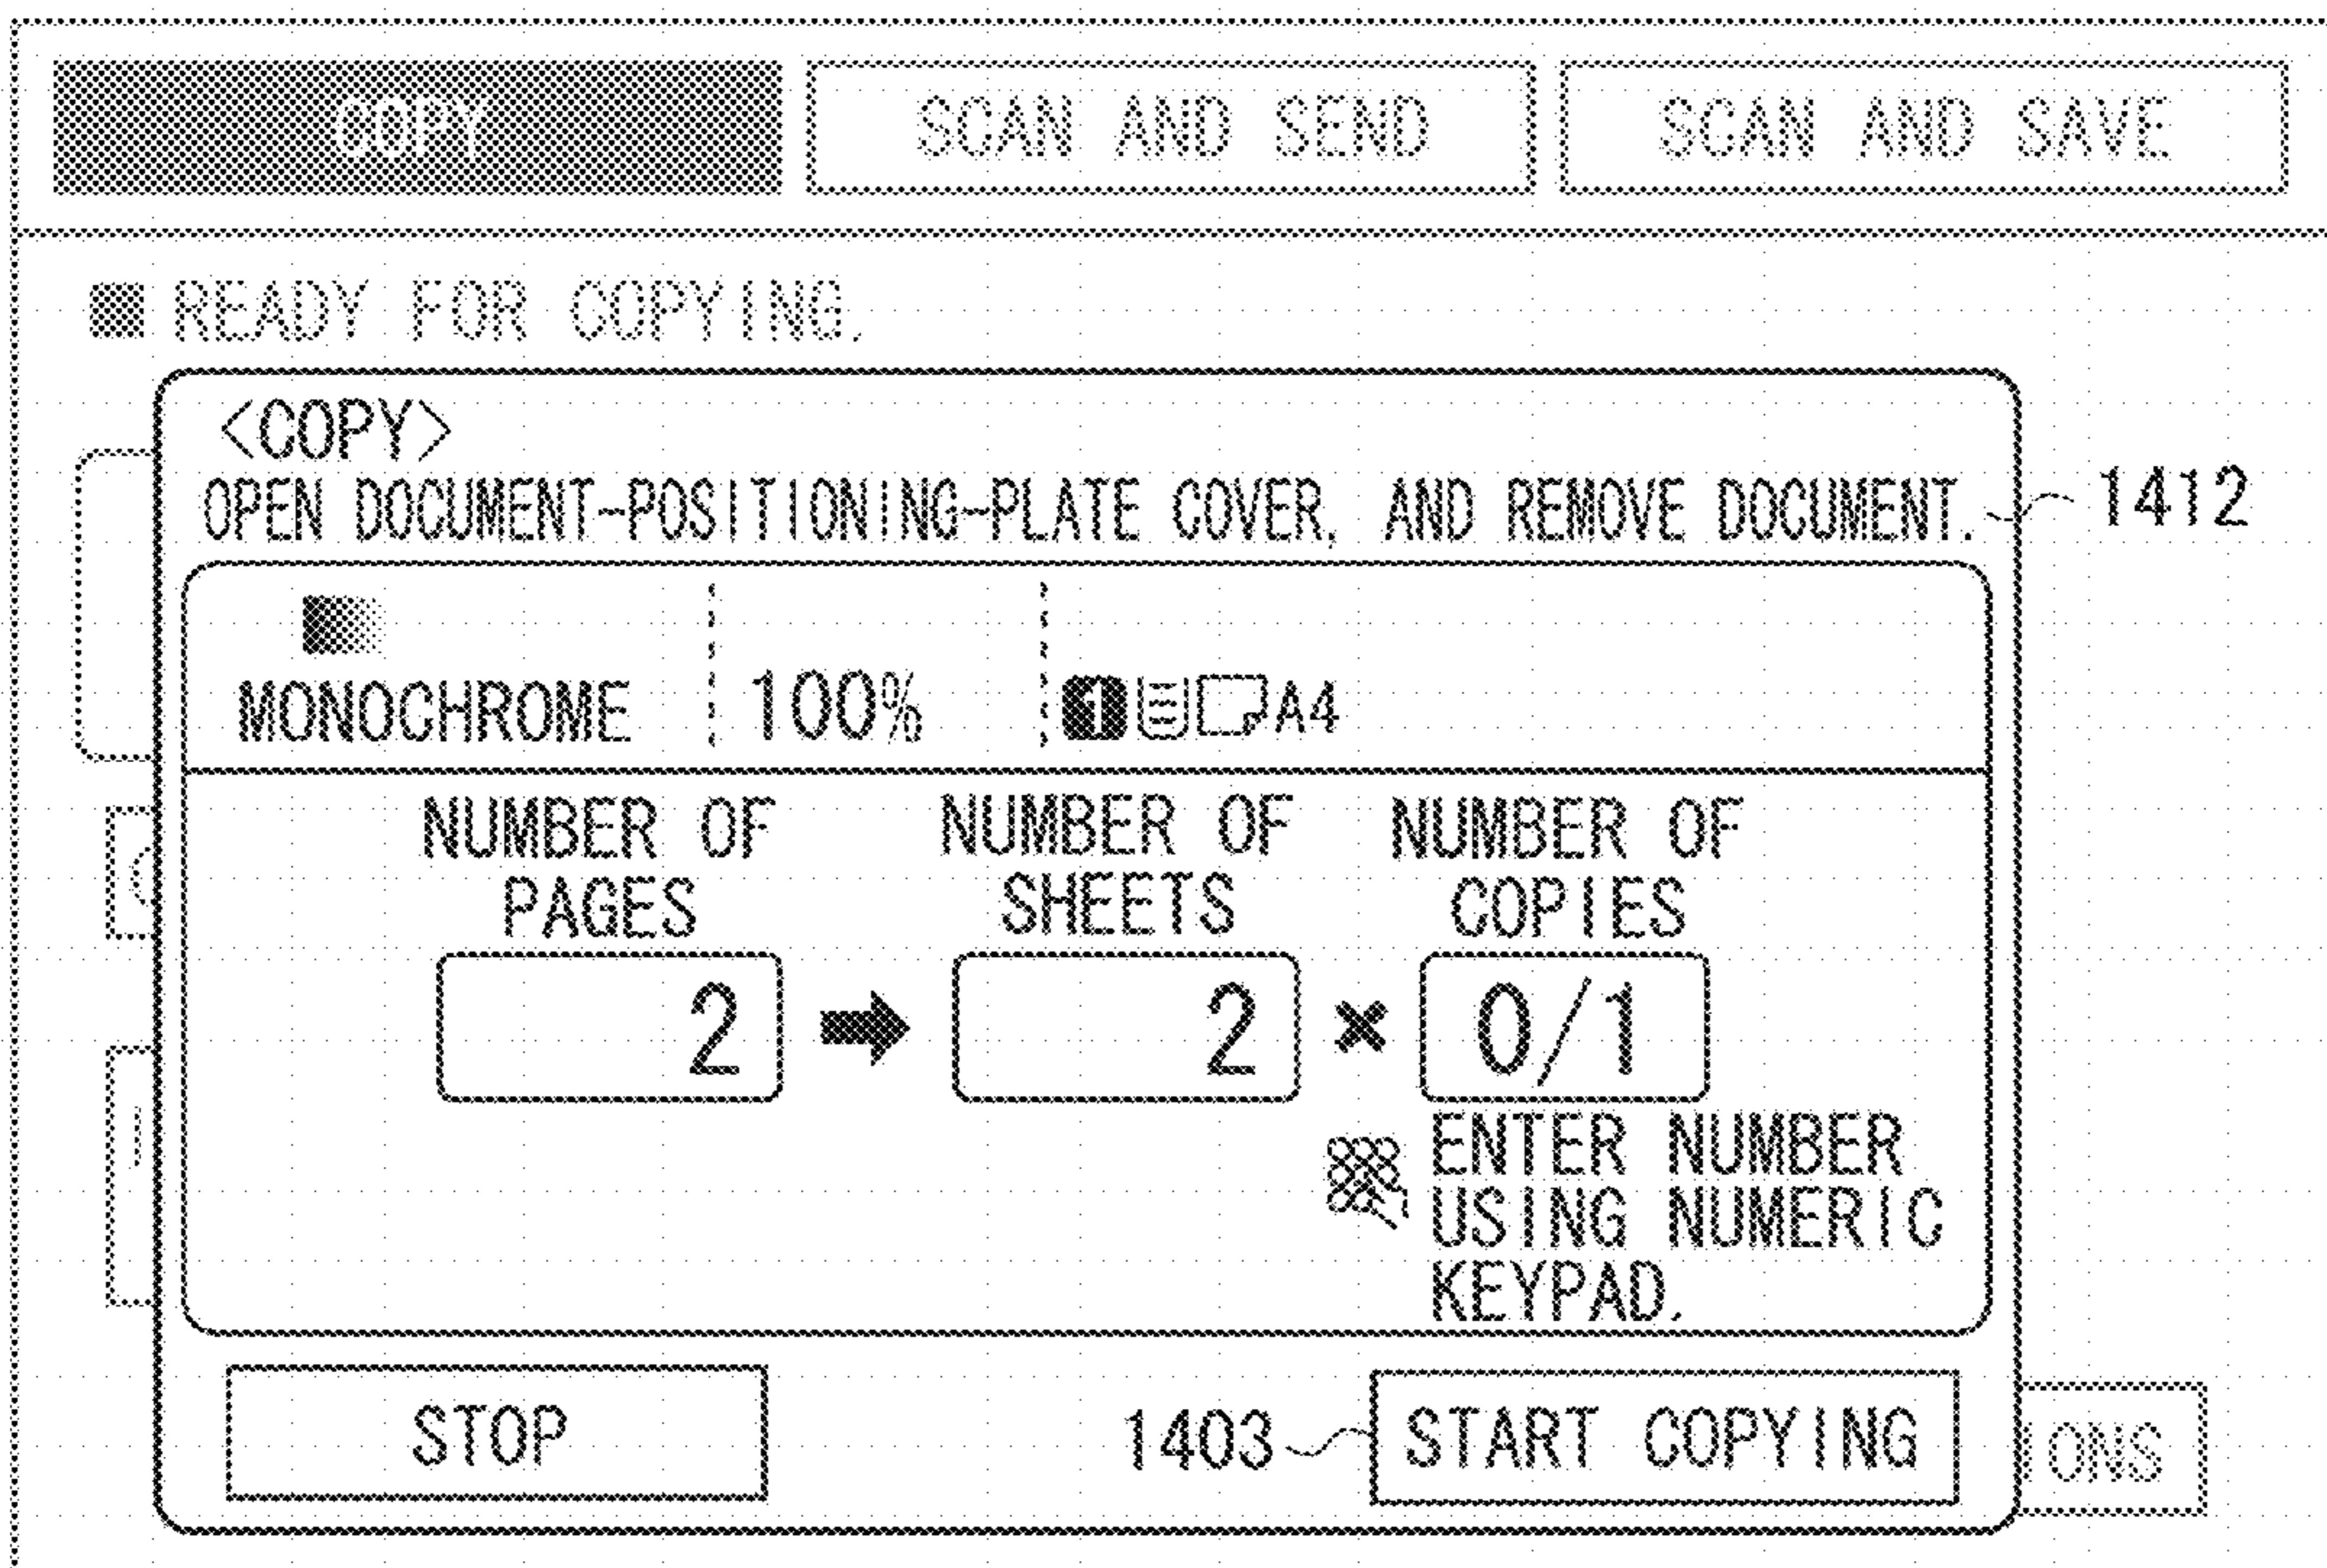 COPY
SCAN AND SEND
SCAN AND SAVE
READY FOR COPYING.
<COPY>
OPEN DOCUMENT-POSITIONING-PLATE COVER, AND REMOVE DOCUMENT.
1412
MONOCHROME
100%
1
A4
NUMBER OF
PAGES
NUMBER OF
SHEETS
NUMBER OF
COPIES
2
2
×
0/1
ENTER NUMBER
USING NUMERIC
KEYPAD.
STOP
1403
START COPYING
IONS